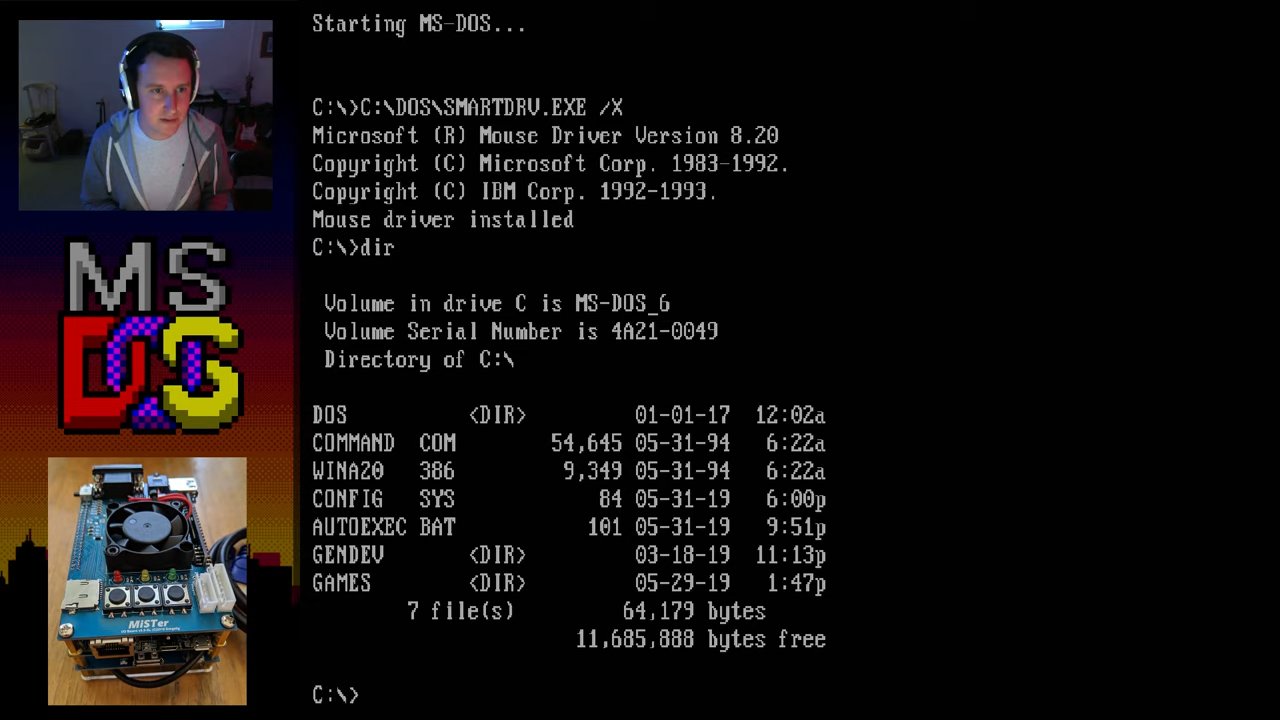 Starting MS-DOS...
C:\>C:\DOS\SMARTDRV.EXE /X
Microsoft (R) Mouse Driver Version 8.20
Copyright (C) Microsoft Corp. 1983-1992.
Copyright (C) IBM Corp. 1992-1993.
Mouse driver installed
C:\>dir
Volume in drive C is MS-DOS_6
Volume Serial Number is 4A21-0049
Directory of C:\
DOS <DIR> 01-01-17 12:02a
COMMAND COM 54,645 05-31-94 6:22a
WINA20 386 9,349 05-31-94 6:22a
CONFIG SYS 84 05-31-19 6:00p
AUTOEXEC BAT 101 05-31-19 9:51p
GENDEV <DIR> 03-18-19 11:13p
GAMES <DIR> 05-29-19 1:47p
7 file(s) 64,179 bytes
11,685,888 bytes free
C:\>
MS
DOS
MiSTer